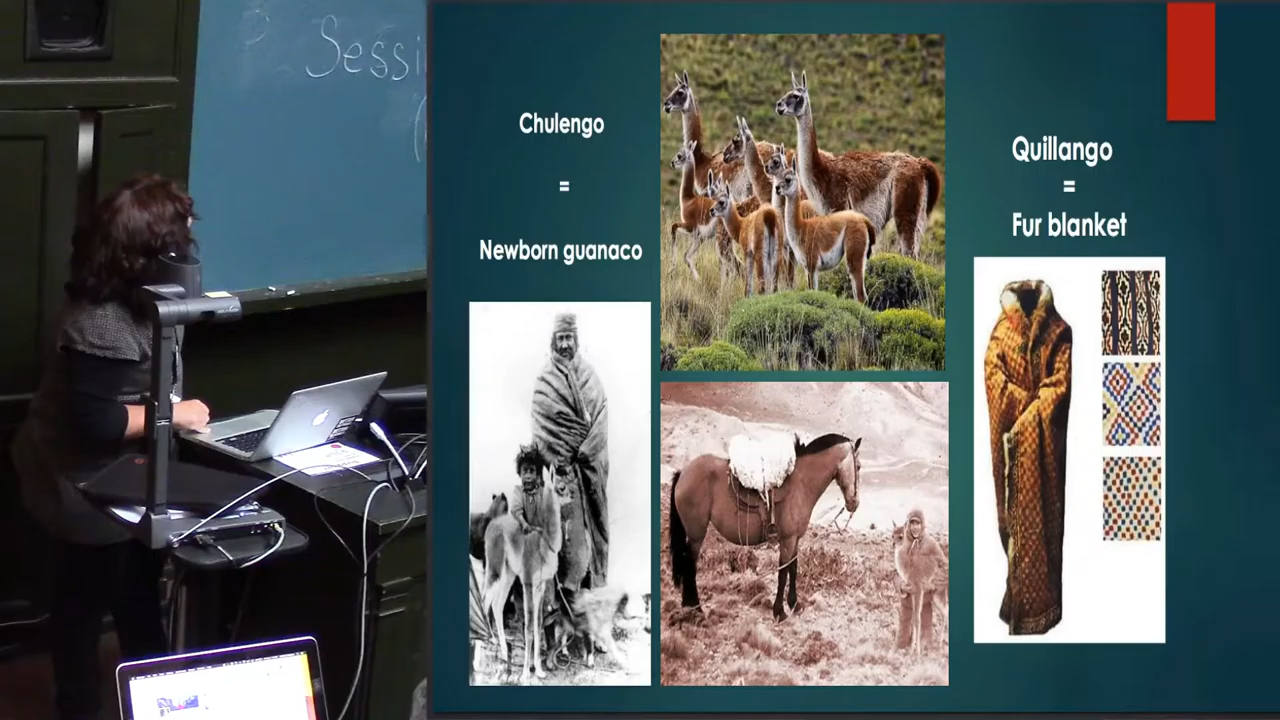 Sessi
Chulengo
=
Newborn guanaco
Quillango
=
Fur blanket